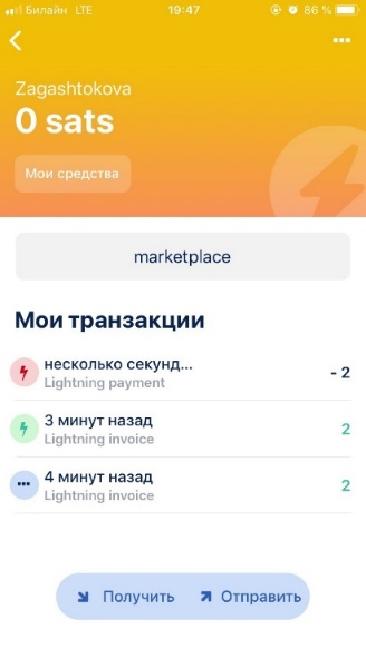 Билайн LTE 19:47 86 %
Zagashtokova
0 sats
Мои средства
marketplace
Мои транзакции
несколько секунд...
- 2
Lightning payment
3 минут назад
2
Lightning invoice
4 минут назад
2
Lightning invoice
Получить Отправить